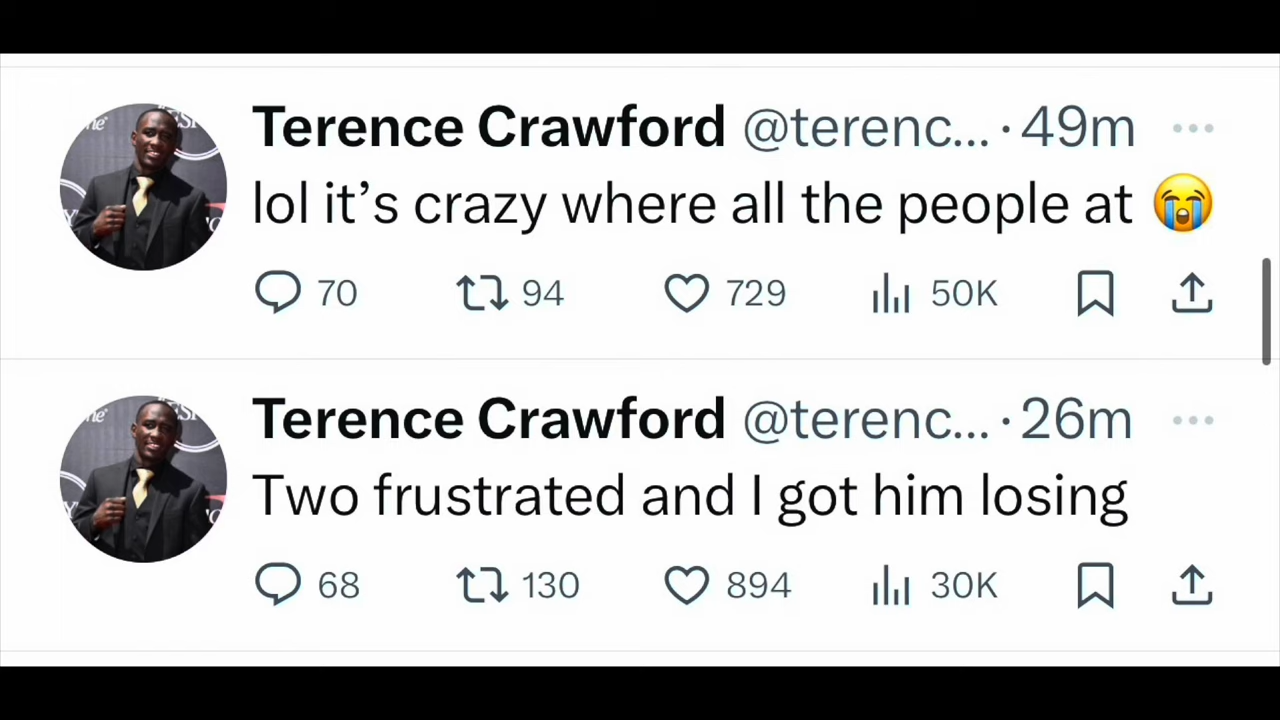 Terence Crawford @terenc... · 49m
lol it’s crazy where all the people at 😭
70 94 729 50K
Terence Crawford @terenc... · 26m
Two frustrated and I got him losing
68 130 894 30K